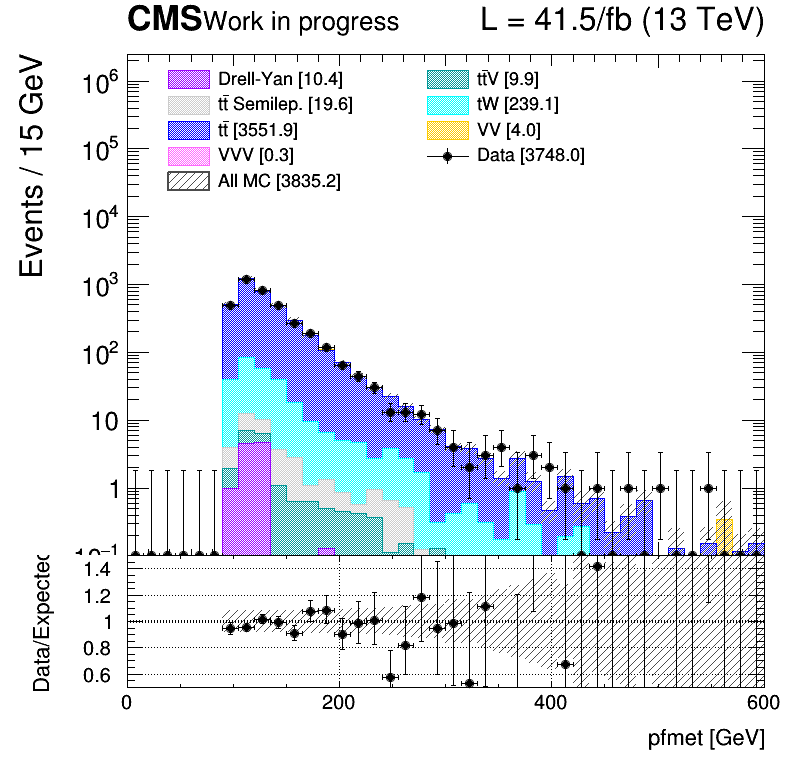 CMS Work in progress L = 41.5/fb (13 TeV)
Events / 15 GeV
10⁶
10⁵
10⁴
10³
10²
10
1
10⁻¹
Drell-Yan [10.4]
tt̄ Semilep. [19.6]
tt̄ [3551.9]
VVV [0.3]
All MC [3835.2]
tt̄V [9.9]
tW [239.1]
VV [4.0]
Data [3748.0]
Data/Expected
1.4
1.2
1
0.8
0.6
0 200 400 600
pfmet [GeV]